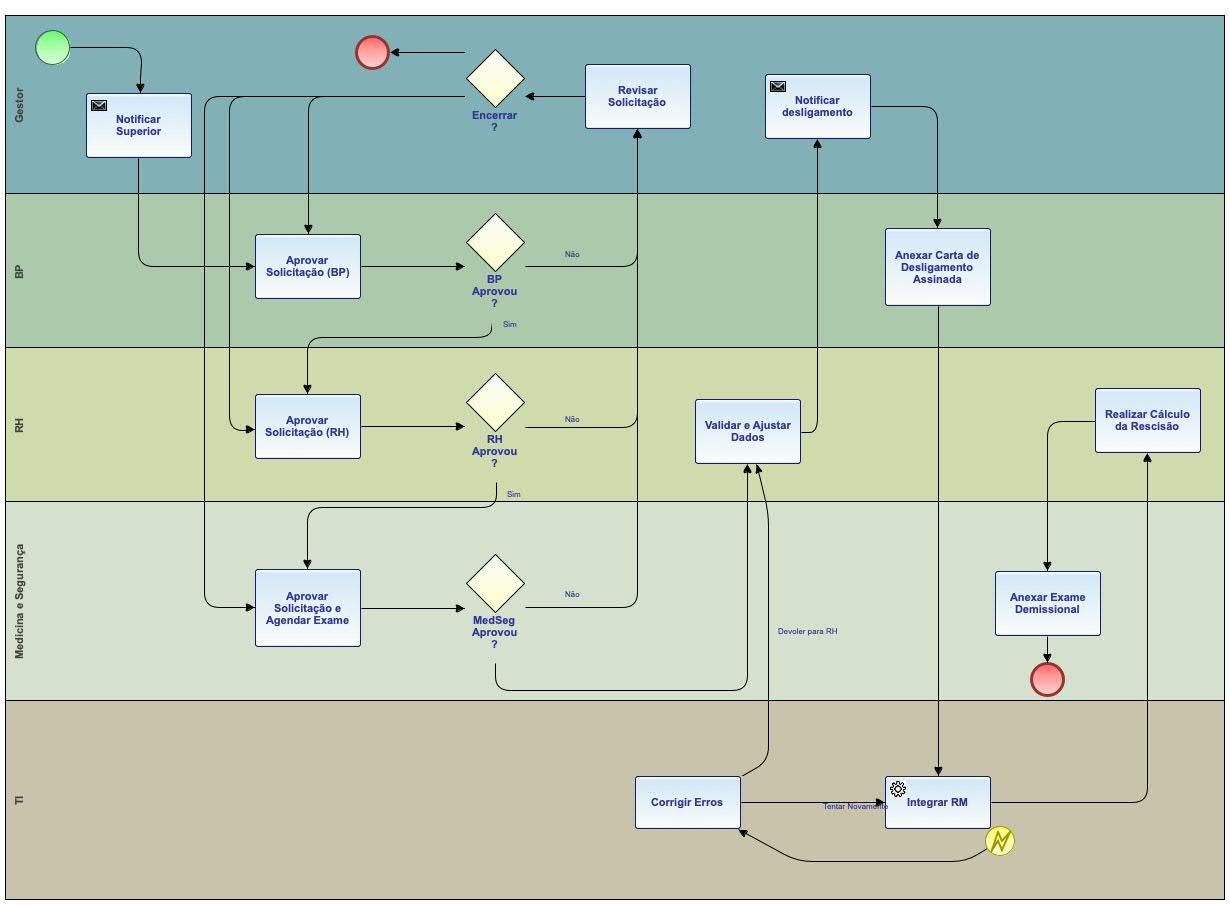 Gestor
Notificar
Superior
Encerrar
?
Revisar
Solicitação
Notificar
desligamento
BP
Aprovar
Solicitação (BP)
BP
Aprovou
?
Não
Sim
Anexar Carta de
Desligamento
Assinada
RH
Aprovar
Solicitação (RH)
RH
Aprovou
?
Não
Sim
Validar e Ajustar
Dados
Realizar Cálculo
da Rescisão
Medicina e Segurança
Aprovar
Solicitação e
Agendar Exame
MedSeg
Aprovou
?
Não
Devoler para RH
Anexar Exame
Demissional
TI
Corrigir Erros
Tentar Novamente
Integrar RM